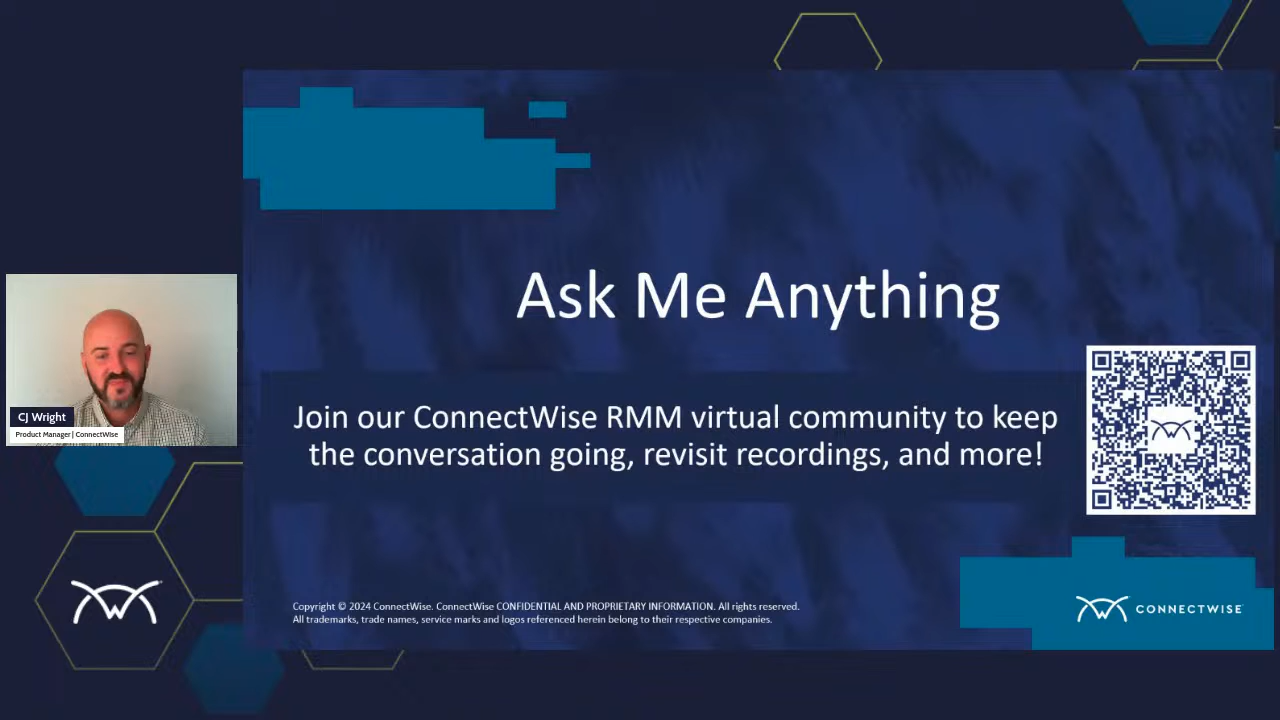 Ask Me Anything
Join our ConnectWise RMM virtual community to keep
the conversation going, revisit recordings, and more!
CJ Wright
Product Manager| ConnectWise
Copyright © 2024 ConnectWise. ConnectWise CONFIDENTIAL AND PROPRIETARY INFORMATION. All rights reserved.
All trademarks, trade names, service marks and logos referenced herein belong to their respective companies.
CONNECTWISE